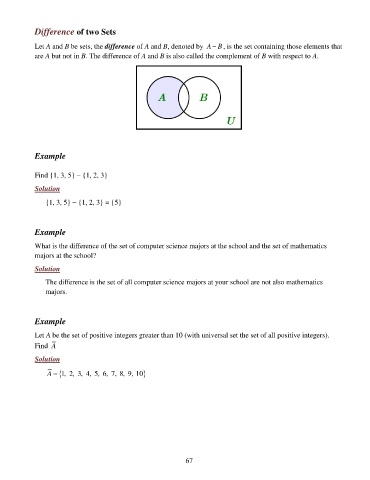 Difference of two Sets
Let A and B be sets, the difference of A and B, denoted by A − B, is the set containing those elements that
are A but not in B. The difference of A and B is also called the complement of B with respect to A.
A B
U
Example
Find {1, 3, 5} − {1, 2, 3}
Solution
{1, 3, 5} − {1, 2, 3} = {5}
Example
What is the difference of the set of computer science majors at the school and the set of mathematics
majors at the school?
Solution
The difference is the set of all computer science majors at your school are not also mathematics
majors.
Example
Let A be the set of positive integers greater than 10 (with universal set the set of all positive integers).
Find A̅
Solution
A̅ = {1, 2, 3, 4, 5, 6, 7, 8, 9, 10}
67